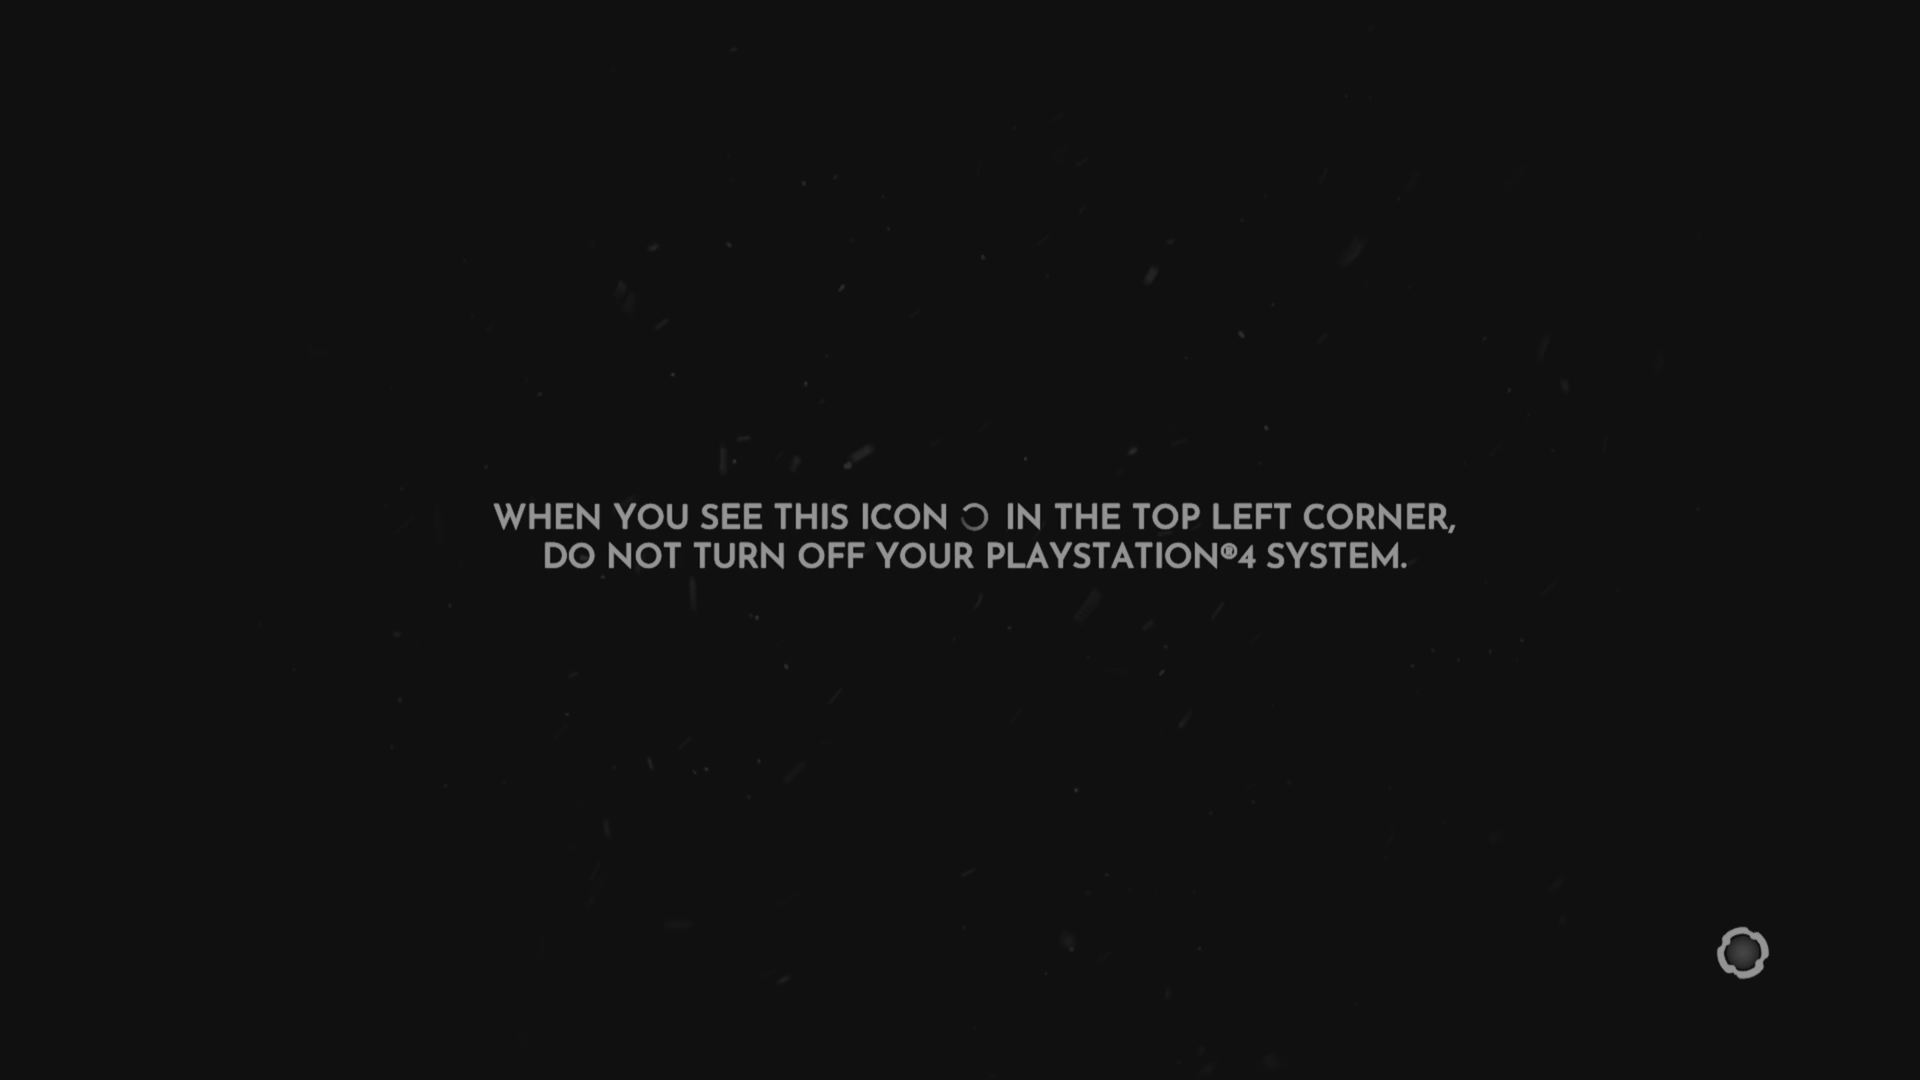 WHEN YOU SEE THIS ICON IN THE TOP LEFT CORNER,
DO NOT TURN OFF YOUR PLAYSTATION®4 SYSTEM.